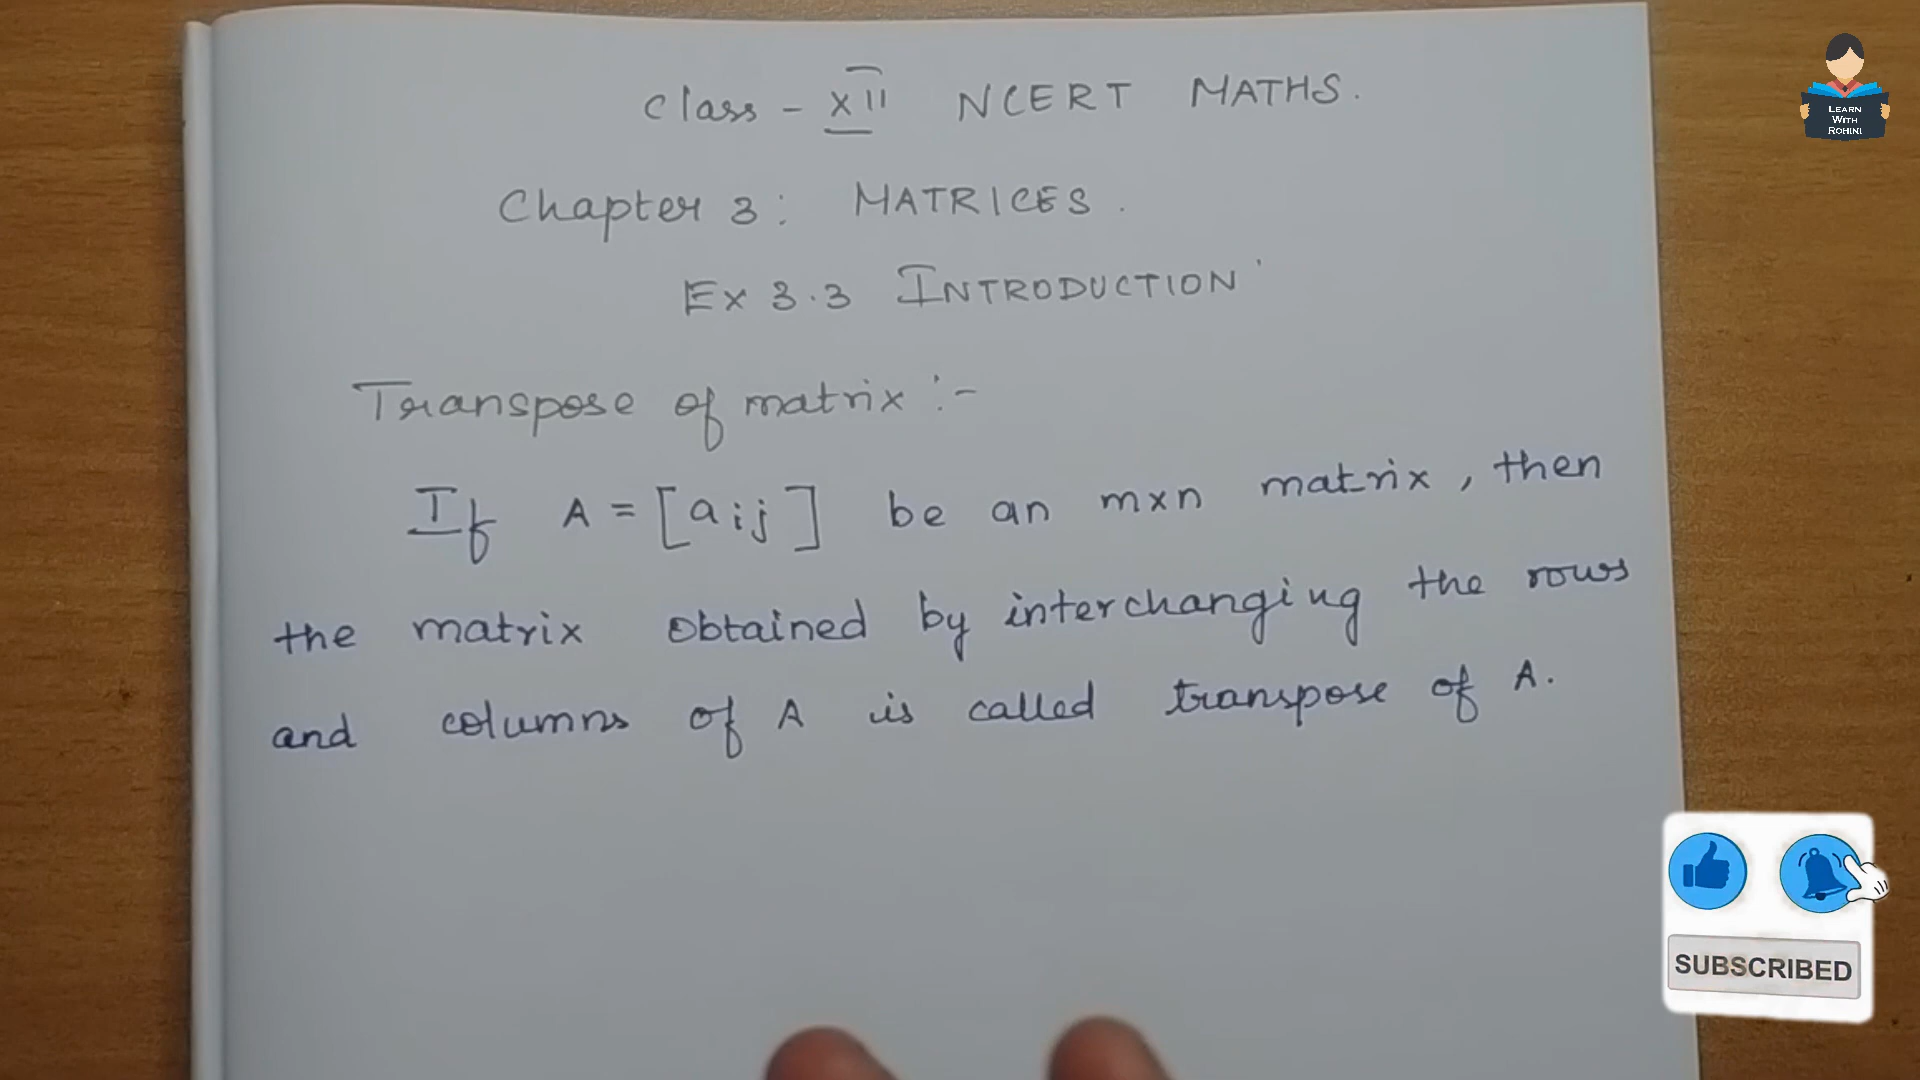 Class - XII NCERT MATHS.
Chapter 3: MATRICES.
Ex 3.3 INTRODUCTION
Transpose of matrix :-
If A = [aij] be an mxn matrix, then
the matrix obtained by interchanging the rows
and columns of A is called transpose of A.
LEARN
WITH
ROHINI
SUBSCRIBED